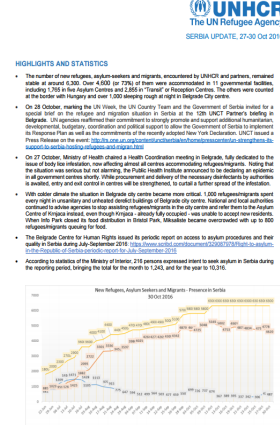 UNHCR
The UN Refugee Agency
SERBIA UPDATE, 27-30 Oct 201
HIGHLIGHTS AND STATISTICS
The number of new refugees, asylum-seekers and migrants, encountered by UNHCR and partners, remained
stable at around 6,300. Over 4,600 (or 73%) of them were accommodated in 11 governmental facilities,
including 1,765 in five Asylum Centres and 2,855 in "Transit" or Reception Centres. The others were counted
at the border with Hungary and over 1,000 sleeping rough at night in Belgrade City centre.
On 28 October, marking the UN Week, the UN Country Team and the Government of Serbia invited for a
special brief on the refugee and migration situation in Serbia at the 12th UNCT Partner's briefing in
Belgrade. UN agencies reaffirmed their commitment to strongly promote and support additional humanitarian,
developmental, budgetary, coordination and political support to allow the Government of Serbia to implement
its Response Plan as well as the commitments of the recently adopted New York Declaration. UNCT issued a
Press Release on the event:
On 27 October, Ministry of Health chaired a Health Coordination meeting in Belgrade, fully dedicated to the
issue of body lice infestation, now affecting almost all centres accommodating refugees/migrants. Noting that
the situation was serious but not alarming, the Public Health Institute announced to be declaring an epidemic
in all government centres shortly. While procurement and delivery of the necessary disinfectants by authorities
is awaited, entry and exit control in centres will be strengthened, to curtail a further spread of the infestation.
With colder climate the situation in Belgrade city centre became more critical. 1,000 refugees/migrants spent
every night in unsanitary and unheated derelict buildings of Belgrade city centre. National and local authorities
continued to advise agencies to stop assisting refugees/migrants in the city centre and refer them to the Asylum
Centre of Krnjaca instead, even though Krnjaca - already fully occupied - was unable to accept new residents.
When Info Park closed its food distribution in Bristol Park, Miksaliste became overcrowded with up to 800
refugees/migrants queuing for food.
The Belgrade Centre for Human Rights issued its periodic report on access to asylum procedures and their
quality in Serbia during July-September 2016:
According to statistics of the Ministry of Interior, 216 persons expressed intent to seek asylum in Serbia during
the reporting period, bringing the total for the month to 1,243, and for the year to 10,316.
New Refugees, Asylum Seekers and Migrants - Presence in Serbia
30 Oct 2016